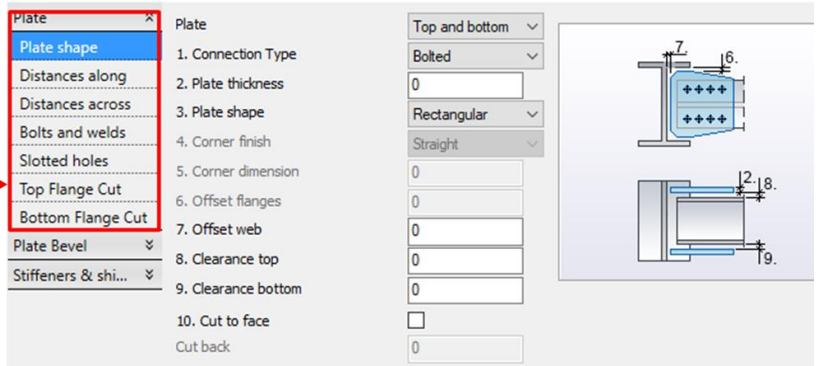 Plate
Plate shape
Distances along
Distances across
Bolts and welds
Slotted holes
Top Flange Cut
Bottom Flange Cut
Plate Bevel
Stiffeners & shi...
Plate Top and bottom
1. Connection Type Bolted
2. Plate thickness 0
3. Plate shape Rectangular
4. Corner finish Straight
5. Corner dimension 0
6. Offset flanges 0
7. Offset web 0
8. Clearance top 0
9. Clearance bottom 0
10. Cut to face
Cut back 0
7. 6.
2. 8.
9.